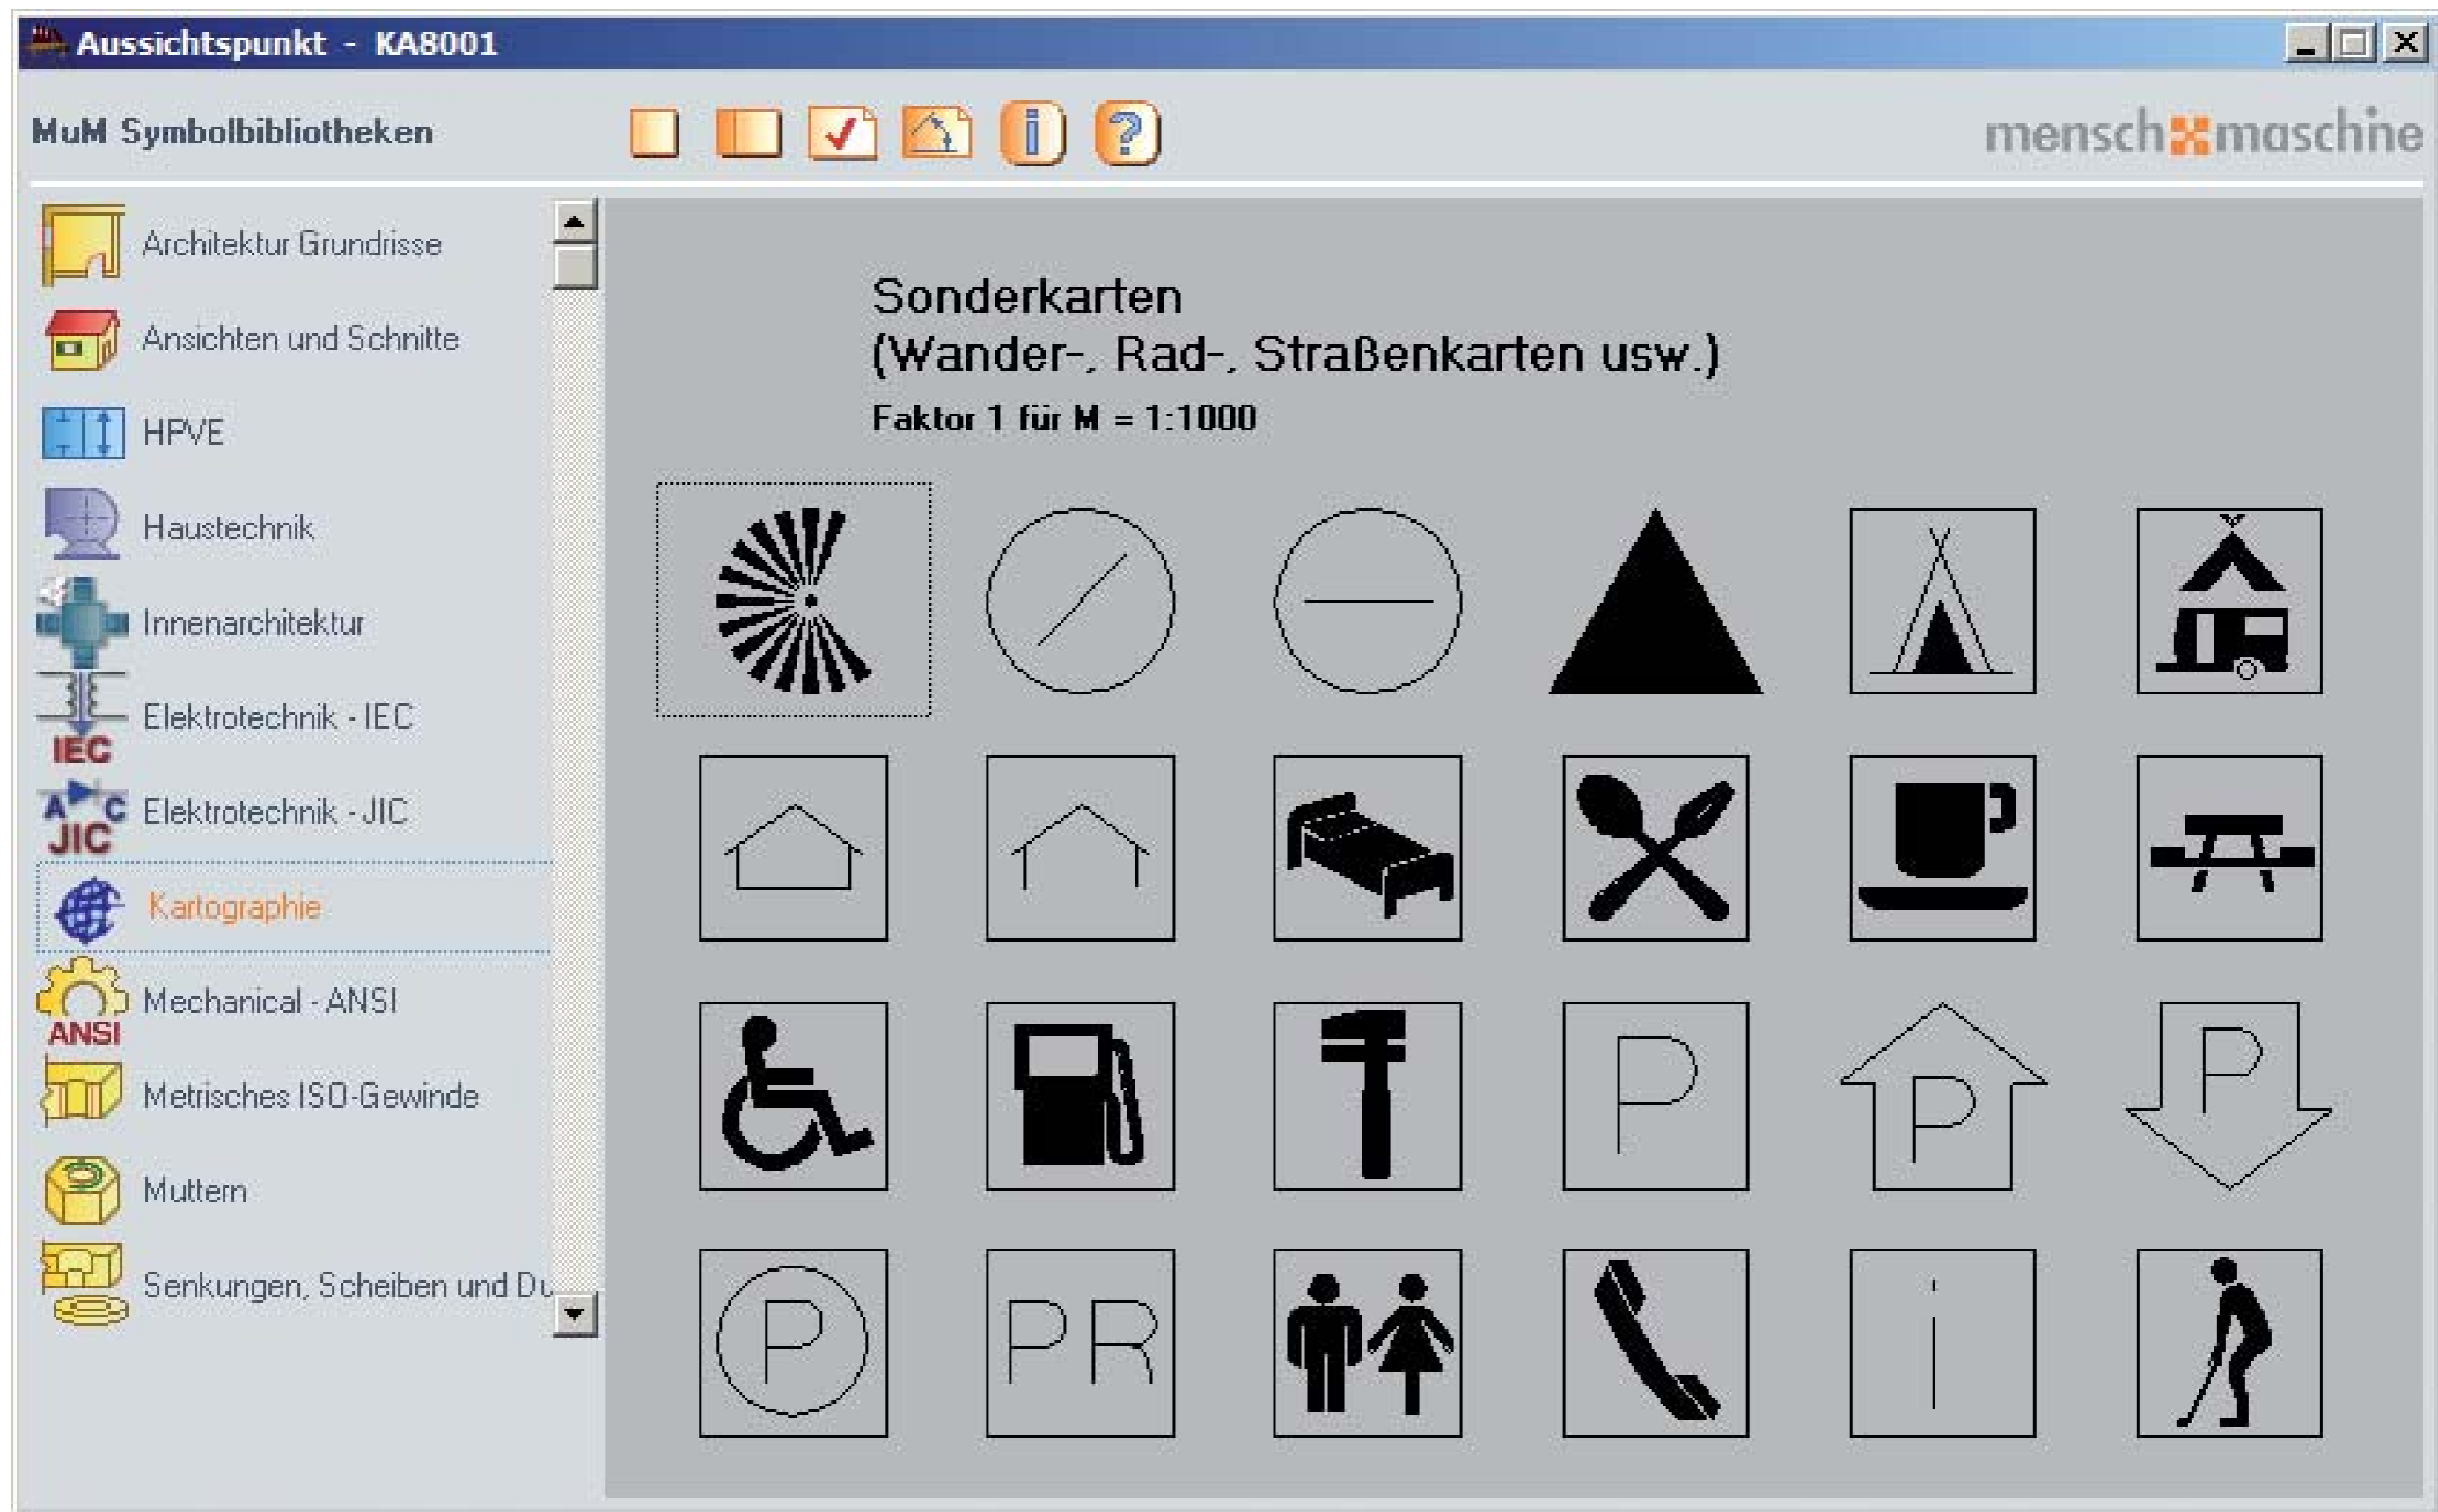 Aussichtspunkt - KA8001
MuM Symbolbibliotheken
i ?
mensch maschine
Architektur Grundrisse
Ansichten und Schnitte
HPVE
Haustechnik
Innenarchitektur
IEC
Elektrotechnik - IEC
A C
JIC
Elektrotechnik - JIC
Kartographie
ANSI
Mechanical - ANSI
Metrisches ISO-Gewinde
Muttern
Senkungen, Scheiben und Du
Sonderkarten
(Wander-, Rad-, Straßenkarten usw.)
Faktor 1 für M = 1:1000
P P P
P PR i